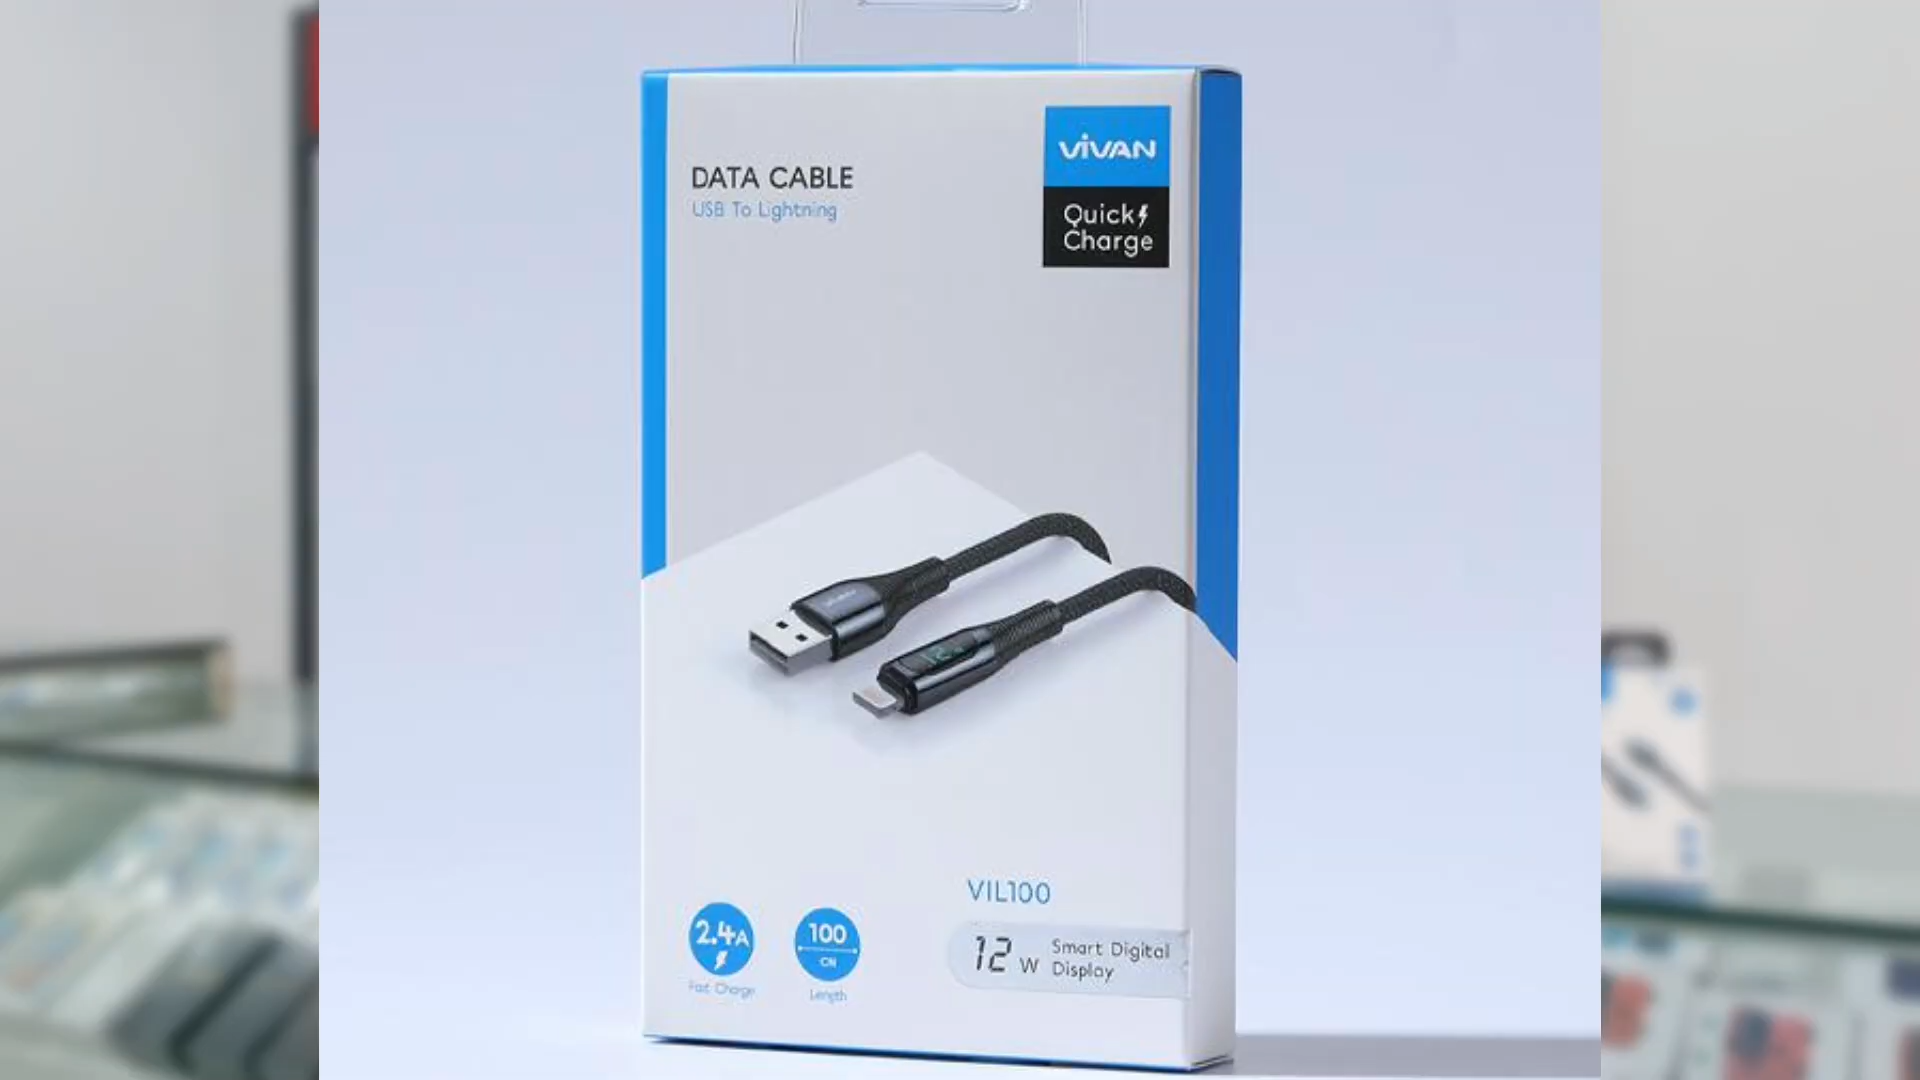 DATA CABLE
USB To Lightning
VIVAN
Quick
Charge
12
VIL100
2.4A
Fast Charge
100
CM
Length
12 W
Smart Digital
Display